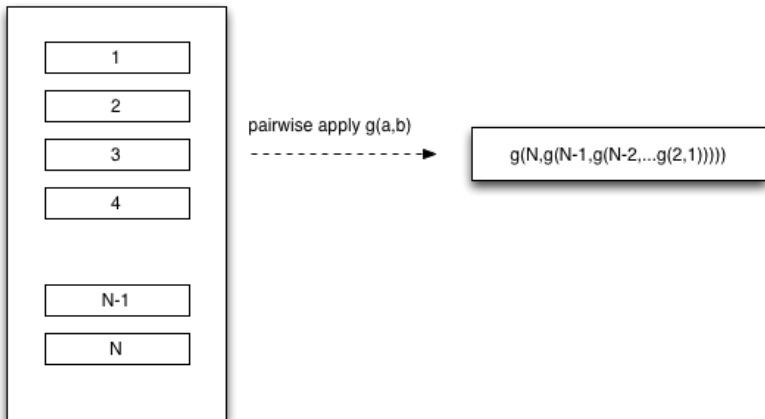 1
2
3
4
N-1
N
pairwise apply g(a,b)
g(N,g(N-1,g(N-2,...g(2,1)))))